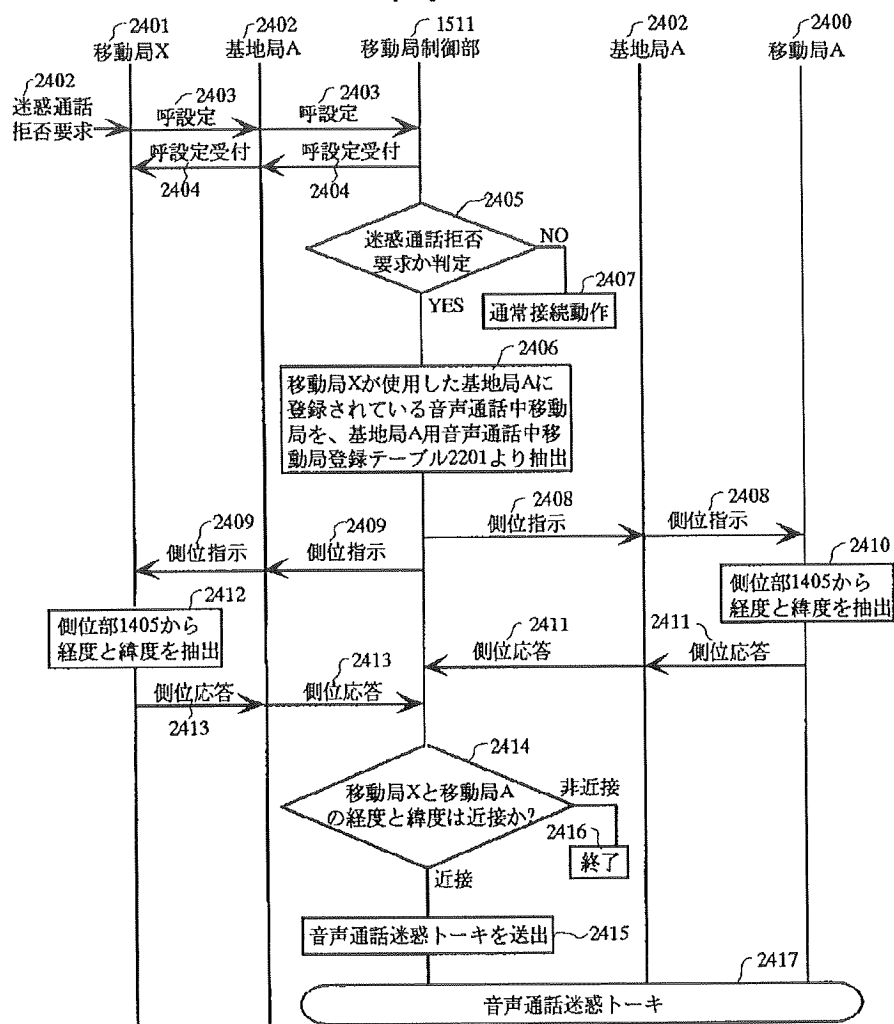 2401
移動局X
2402
基地局A
1511
移動局制御部
2402
基地局A
2400
移動局A
2402
迷惑通話
拒否要求
2403
呼設定
2403
呼設定
呼設定受付
2404
呼設定受付
2404
2405
迷惑通話拒否
要求か判定
NO
2407
通常接続動作
YES
2406
移動局Xが使用した基地局Aに
登録されている音声通話中移動
局を、基地局A用音声通話中移
動局登録テーブル2201より抽出
2408
側位指示
2408
側位指示
2409
側位指示
2409
側位指示
2410
側位部1405から
経度と緯度を抽出
2412
側位部1405から
経度と緯度を抽出
2411
側位応答
2411
側位応答
側位応答
2413
2413
側位応答
2414
移動局Xと移動局A
の経度と緯度は近接か?
非近接
2416
終了
近接
音声通話迷惑トーキを送出
2415
2417
音声通話迷惑トーキ